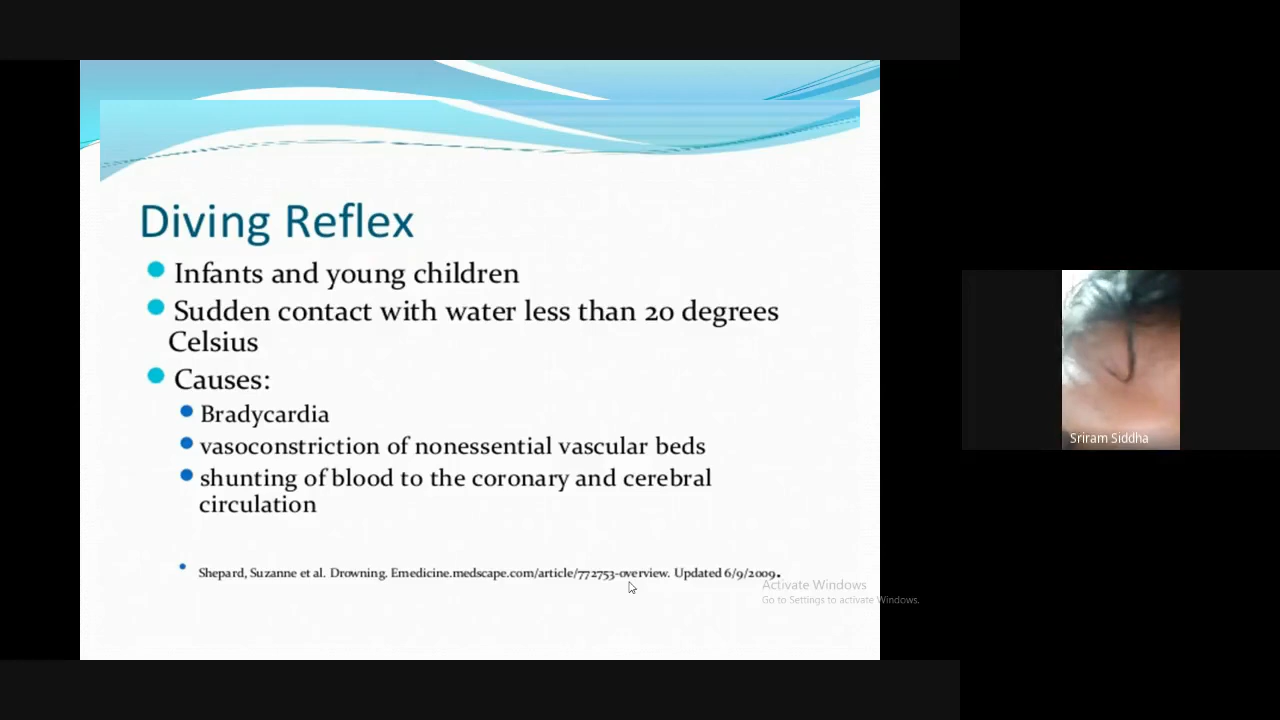 Diving Reflex
Infants and young children
Sudden contact with water less than 20 degrees
Celsius
Causes:
Bradycardia
vasoconstriction of nonessential vascular beds
shunting of blood to the coronary and cerebral
circulation
Shepard, Suzanne et al. Drowning. Emedicine.medscape.com/article/772753-overview. Updated 6/9/2009.
Activate Windows
Go to Settings to activate Windows.
Sriram Siddha